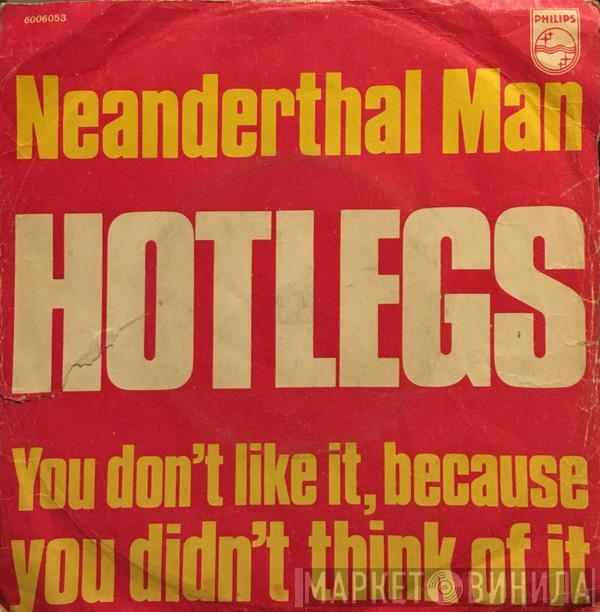 6006053
PHILIPS
Neanderthal Man
HOTLEGS
You don't like it, because
you didn't think of it
МАРКЕТ ВИНИЛА